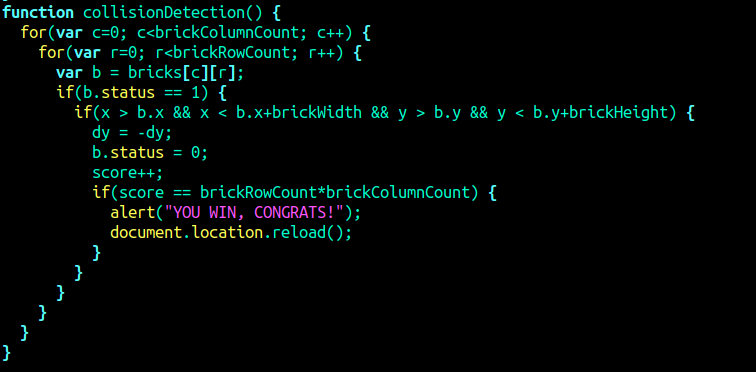 function collisionDetection() {
  for(var c=0; c<brickColumnCount; c++) {
    for(var r=0; r<brickRowCount; r++) {
      var b = bricks[c][r];
      if(b.status == 1) {
        if(x > b.x && x < b.x+brickWidth && y > b.y && y < b.y+brickHeight) {
          dy = -dy;
          b.status = 0;
          score++;
          if(score == brickRowCount*brickColumnCount) {
            alert("YOU WIN, CONGRATS!");
            document.location.reload();
          }
        }
      }
    }
  }
}